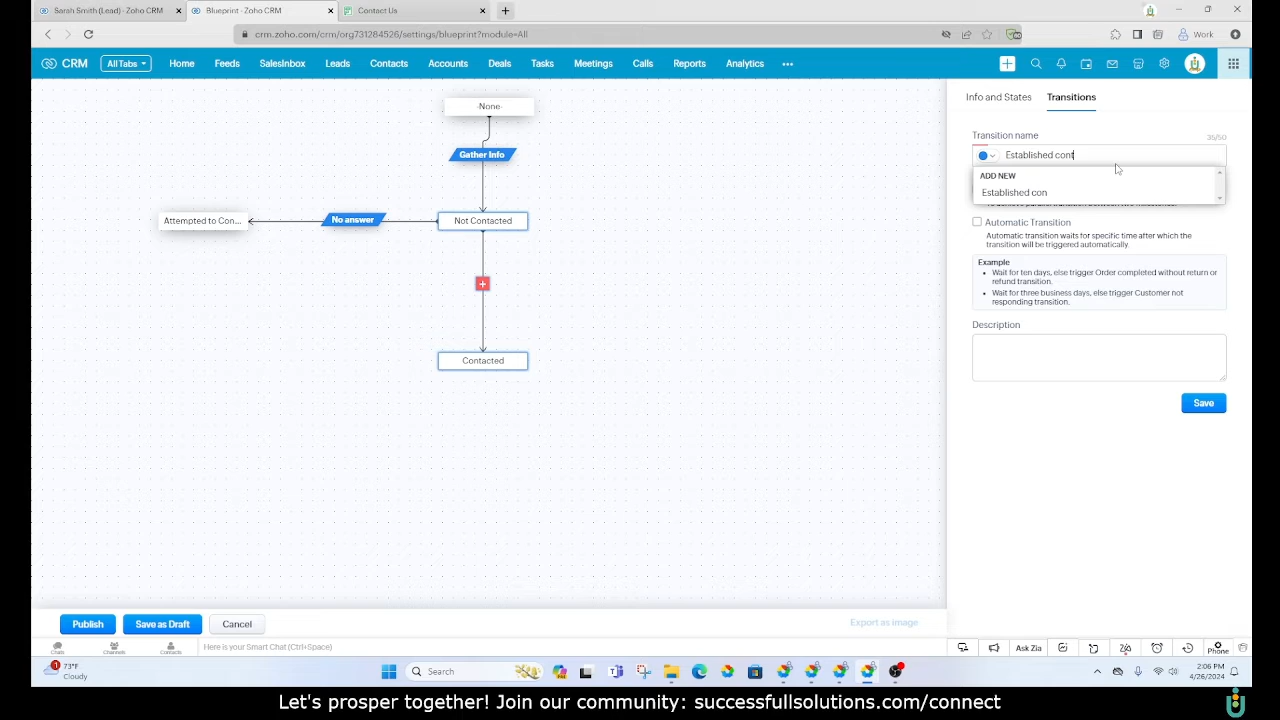 Sarah Smith (Lead) - Zoho CRM
Blueprint - Zoho CRM
Contact Us
crm.zoho.com/crm/org731284526/settings/blueprint?module=All
Work
CRM
All Tabs
Home
Feeds
SalesInbox
Leads
Contacts
Accounts
Deals
Tasks
Meetings
Calls
Reports
Analytics
-None-
Gather Info
Attempted to Con...
No answer
Not Contacted
Contacted
Info and States
Transitions
Transition name
35/50
Established cont
ADD NEW
Established con
Automatic Transition
Automatic transition waits for specific time after which the
transition will be triggered automatically.
Example
Wait for ten days, else trigger Order completed without return or
refund transition.
Wait for three business days, else trigger Customer not
responding transition.
Description
Save
Publish
Save as Draft
Cancel
Export as image
Chats
Channels
Contacts
Here is your Smart Chat (Ctrl+Space)
Ask Zia
Phone
73°F
Cloudy
Search
2:06 PM
4/26/2024
Let's prosper together! Join our community: successfullsolutions.com/connect